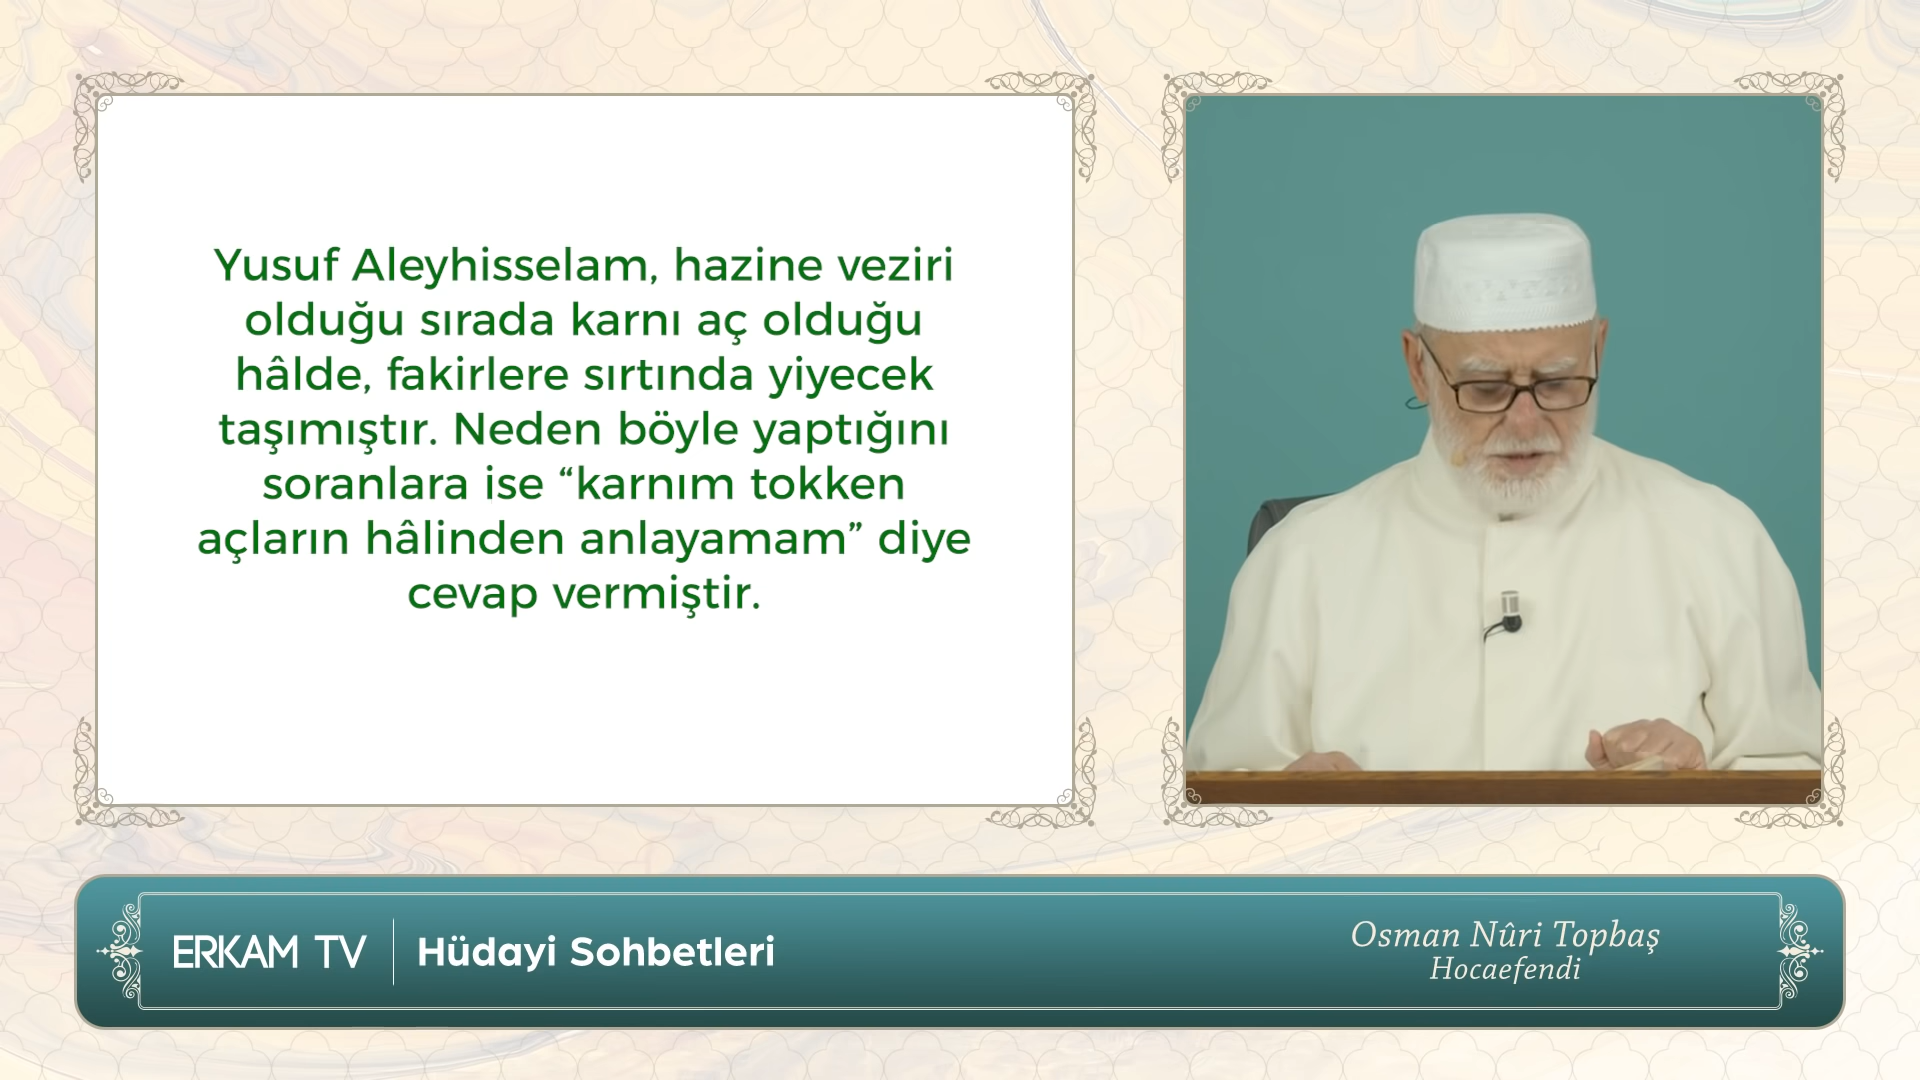 Yusuf Aleyhisselam, hazine veziri
olduğu sırada karnı aç olduğu
hâlde, fakirlere sırtında yiyecek
taşımıştır. Neden böyle yaptığını
soranlara ise “karnım tokken
açların hâlinden anlayamam” diye
cevap vermiştir.
ERKAM TV
Hüdayi Sohbetleri
Osman Nûri Topbaş
Hocaefendi